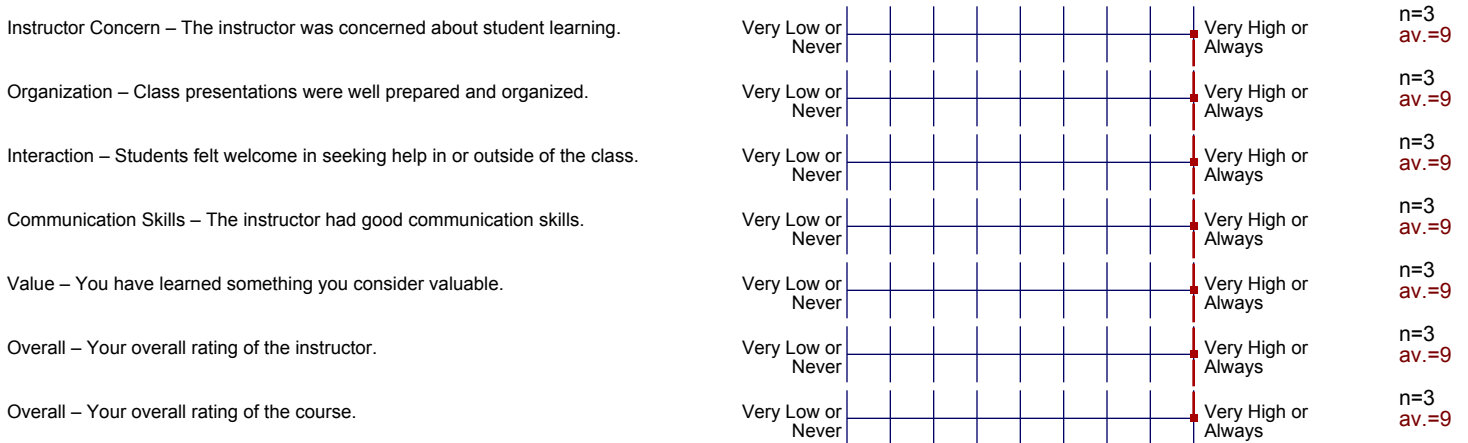 Instructor Concern – The instructor was concerned about student learning.
Very Low or
Never
Very High or
Always
n=3
av.=9
Organization – Class presentations were well prepared and organized.
Very Low or
Never
Very High or
Always
n=3
av.=9
Interaction – Students felt welcome in seeking help in or outside of the class.
Very Low or
Never
Very High or
Always
n=3
av.=9
Communication Skills – The instructor had good communication skills.
Very Low or
Never
Very High or
Always
n=3
av.=9
Value – You have learned something you consider valuable.
Very Low or
Never
Very High or
Always
n=3
av.=9
Overall – Your overall rating of the instructor.
Very Low or
Never
Very High or
Always
n=3
av.=9
Overall – Your overall rating of the course.
Very Low or
Never
Very High or
Always
n=3
av.=9